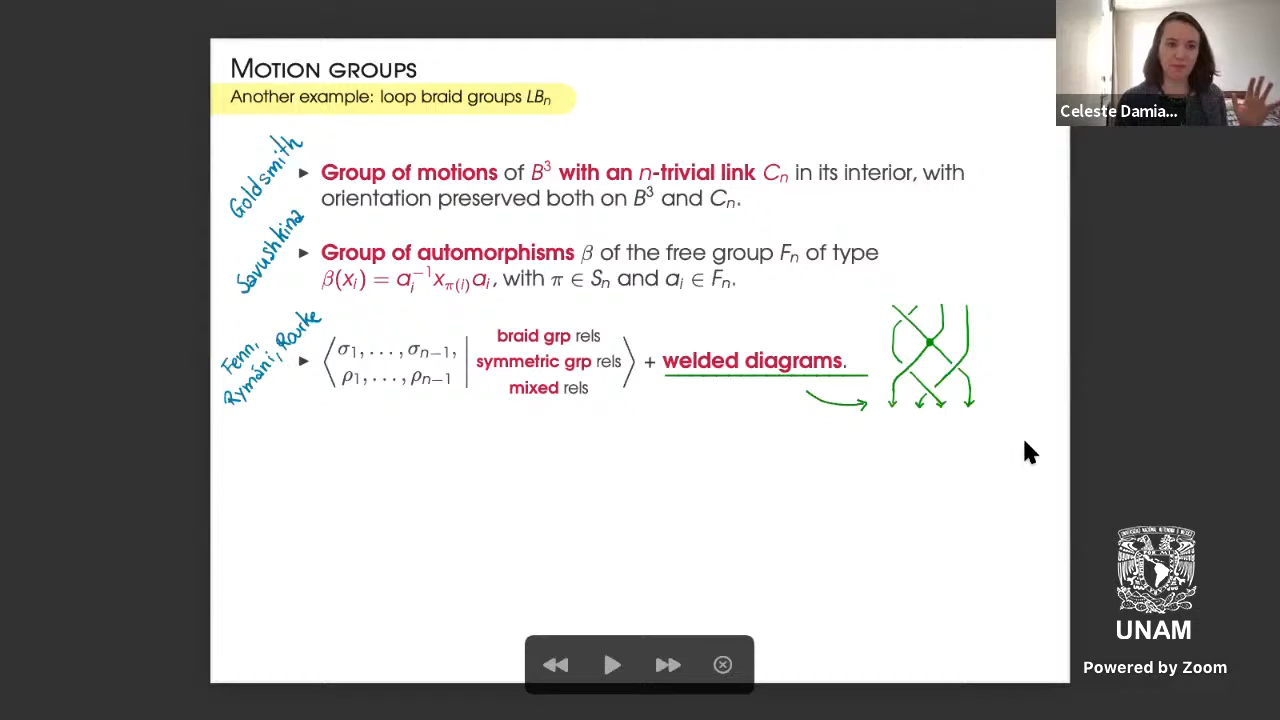 MOTION GROUPS
Another example: loop braid groups LBₙ
Goldsmith
▶ Group of motions of B³ with an n-trivial link Cₙ in its interior, with
orientation preserved both on B³ and Cₙ.
Savushkina
▶ Group of automorphisms β of the free group Fₙ of type
β(xᵢ) = aᵢ⁻¹x_{π(i)}aᵢ, with π ∈ Sₙ and aᵢ ∈ Fₙ.
Fenn,
Rymáni, Rourke
▶ ⟨ σ₁, …, σₙ₋₁, ρ₁, …, ρₙ₋₁ | braid grp rels
symmetric grp rels
mixed rels ⟩ + welded diagrams.
Celeste Damia...
UNAM
Powered by Zoom